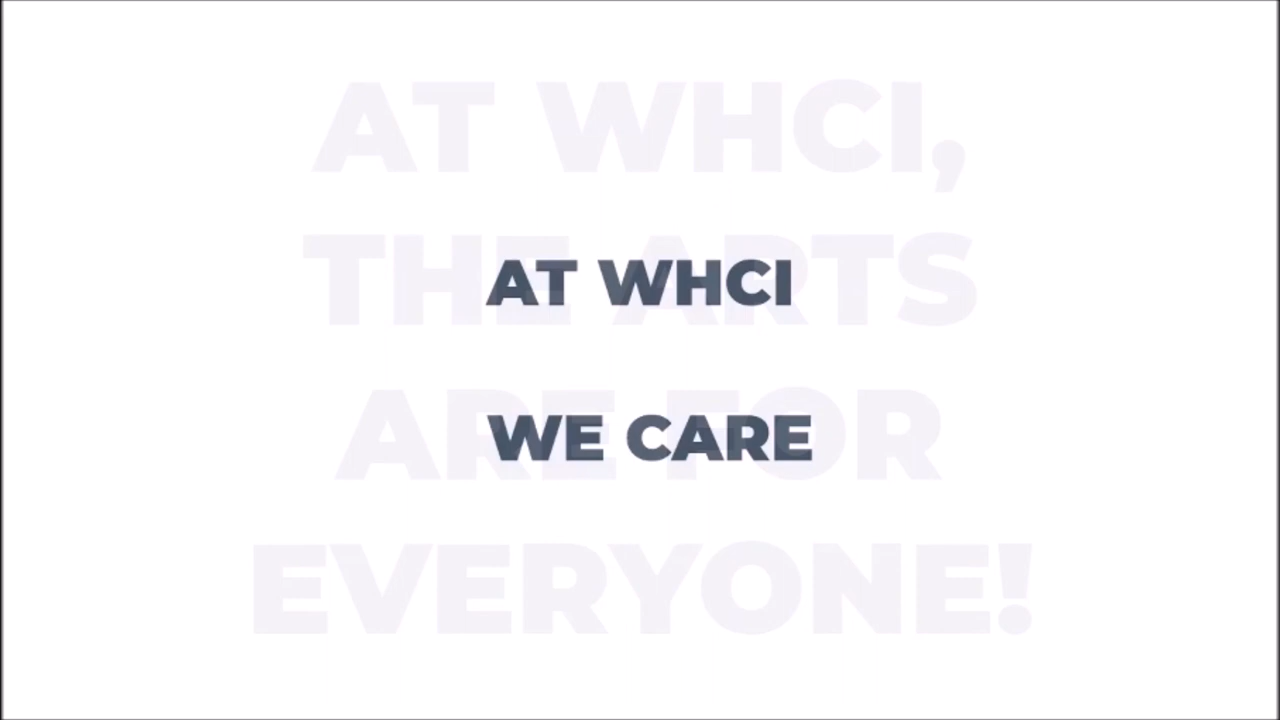 AT WHCI,
THE ARTS
AT WHCI
ARE FOR
WE CARE
EVERYONE!